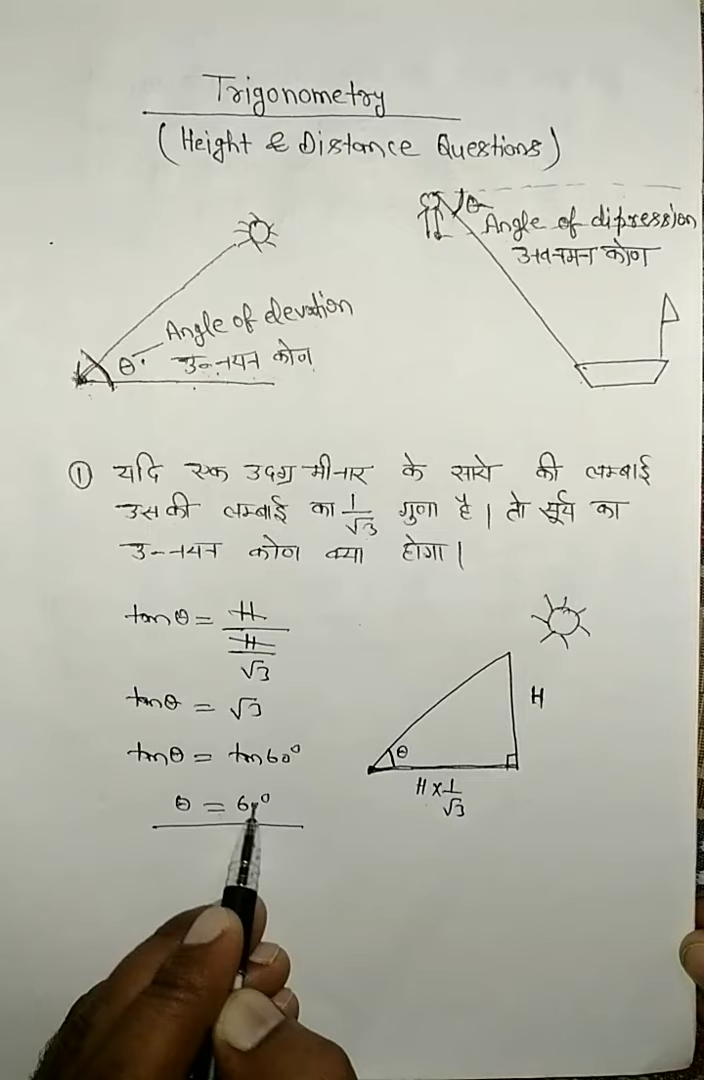 Trigonometry
(Height & Distance Questions)
θ
Angle of dipression
अवनमन कोण
Angle of elevation
θ
उन्नयन कोण
① यदि एक उदग्र मीनार के साये की लम्बाई
उसकी लम्बाई का 1/√3 गुणा है। तो सूर्य का
उन्नयन कोण क्या होगा।
tanθ = H / (H/√3)
tanθ = √3
tanθ = tan60°
θ = 60°
H
θ
H × 1/√3